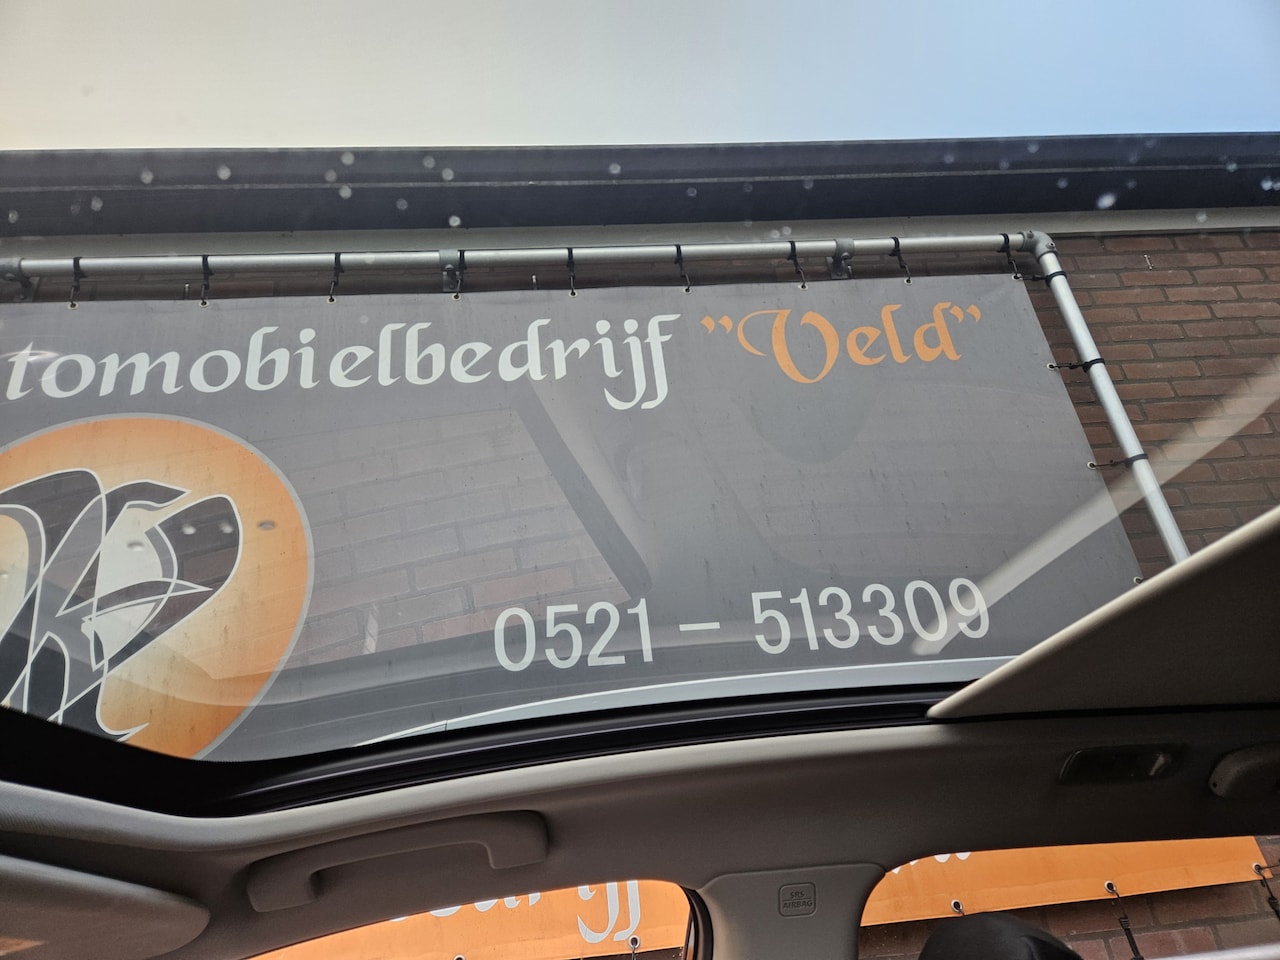 tomobielbedrijf "Veld"
0521 - 513309
SRS
AIRBAG